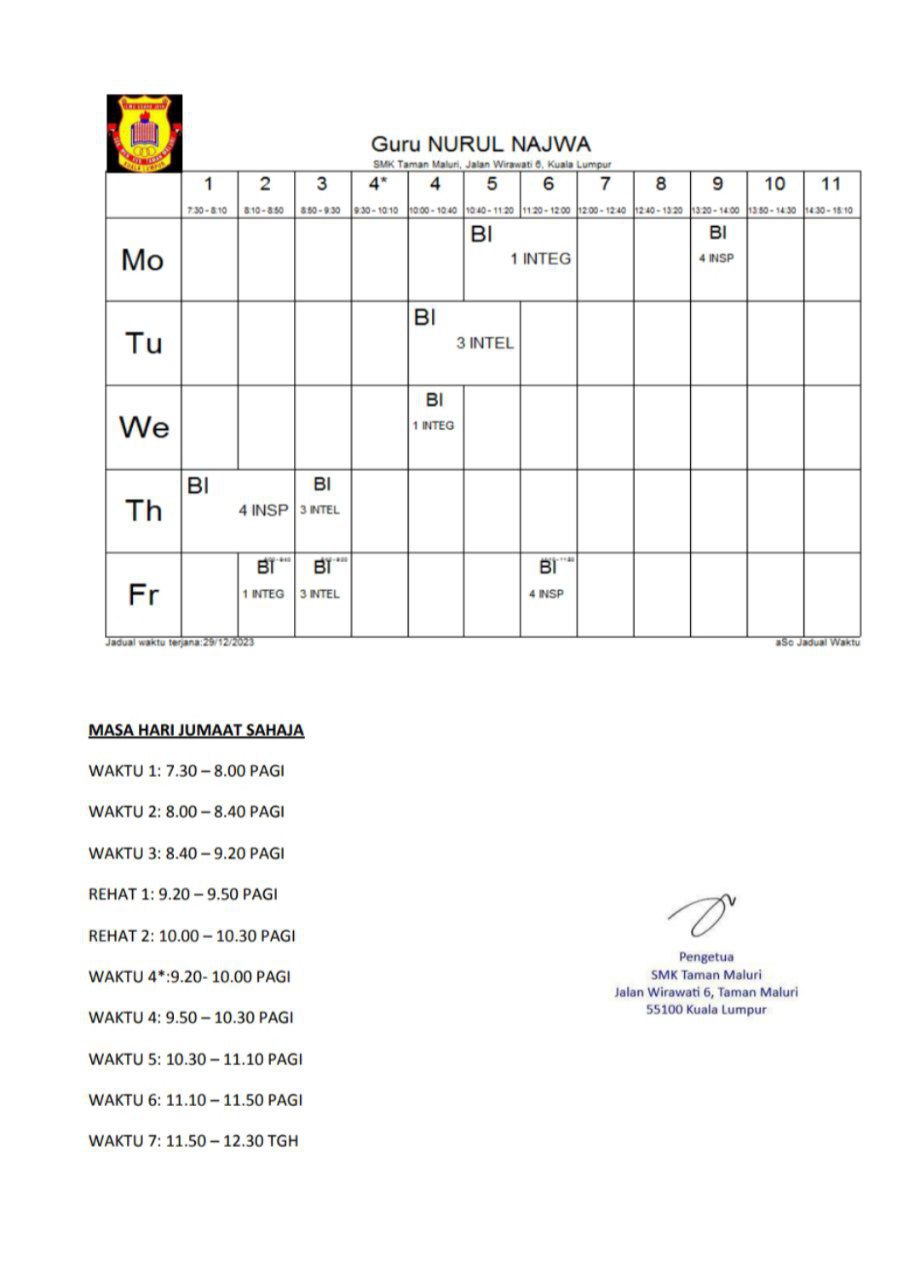 Guru NURUL NAJWA
SMK Taman Maluri, Jalan Wirawati 6, Kuala Lumpur
1 2 3 4* 4 5 6 7 8 9 10 11
7:30 - 8:10 8:10 - 8:50 8:50 - 9:30 9:30 - 10:10 10:00 - 10:40 10:40 - 11:20 11:20 - 12:00 12:00 - 12:40 12:40 - 13:20 13:20 - 14:00 13:50 - 14:30 14:30 - 15:10
Mo BI 1 INTEG BI 4 INSP
Tu BI 3 INTEL
We BI 1 INTEG
Th BI 4 INSP BI 3 INTEL
Fr BI 1 INTEG BI 3 INTEL BI 4 INSP
Jadual waktu terjana:29/12/2023 aSc Jadual Waktu
MASA HARI JUMAAT SAHAJA
WAKTU 1: 7.30 – 8.00 PAGI
WAKTU 2: 8.00 – 8.40 PAGI
WAKTU 3: 8.40 – 9.20 PAGI
REHAT 1: 9.20 – 9.50 PAGI
REHAT 2: 10.00 – 10.30 PAGI
WAKTU 4*:9.20- 10.00 PAGI
WAKTU 4: 9.50 – 10.30 PAGI
WAKTU 5: 10.30 – 11.10 PAGI
WAKTU 6: 11.10 – 11.50 PAGI
WAKTU 7: 11.50 – 12.30 TGH
Pengetua
SMK Taman Maluri
Jalan Wirawati 6, Taman Maluri
55100 Kuala Lumpur